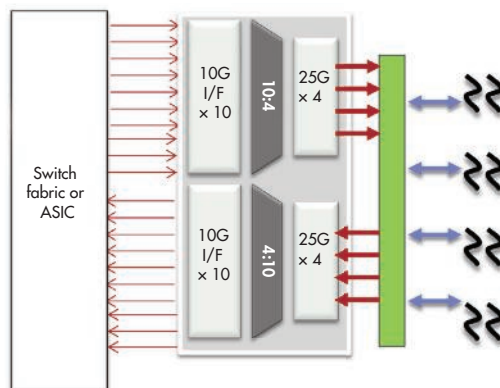 Switch
fabric or
ASIC
10G
I/F
× 10
10:4
25G
× 4
10G
I/F
× 10
4:10
25G
× 4